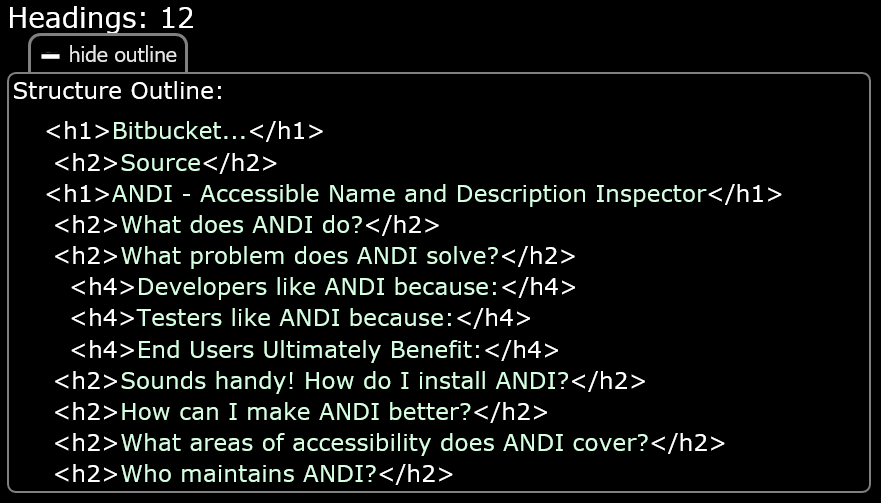 Headings: 12
hide outline
Structure Outline:
<h1>Bitbucket...</h1>
<h2>Source</h2>
<h1>ANDI - Accessible Name and Description Inspector</h1>
<h2>What does ANDI do?</h2>
<h2>What problem does ANDI solve?</h2>
<h4>Developers like ANDI because:</h4>
<h4>Testers like ANDI because:</h4>
<h4>End Users Ultimately Benefit:</h4>
<h2>Sounds handy! How do I install ANDI?</h2>
<h2>How can I make ANDI better?</h2>
<h2>What areas of accessibility does ANDI cover?</h2>
<h2>Who maintains ANDI?</h2>